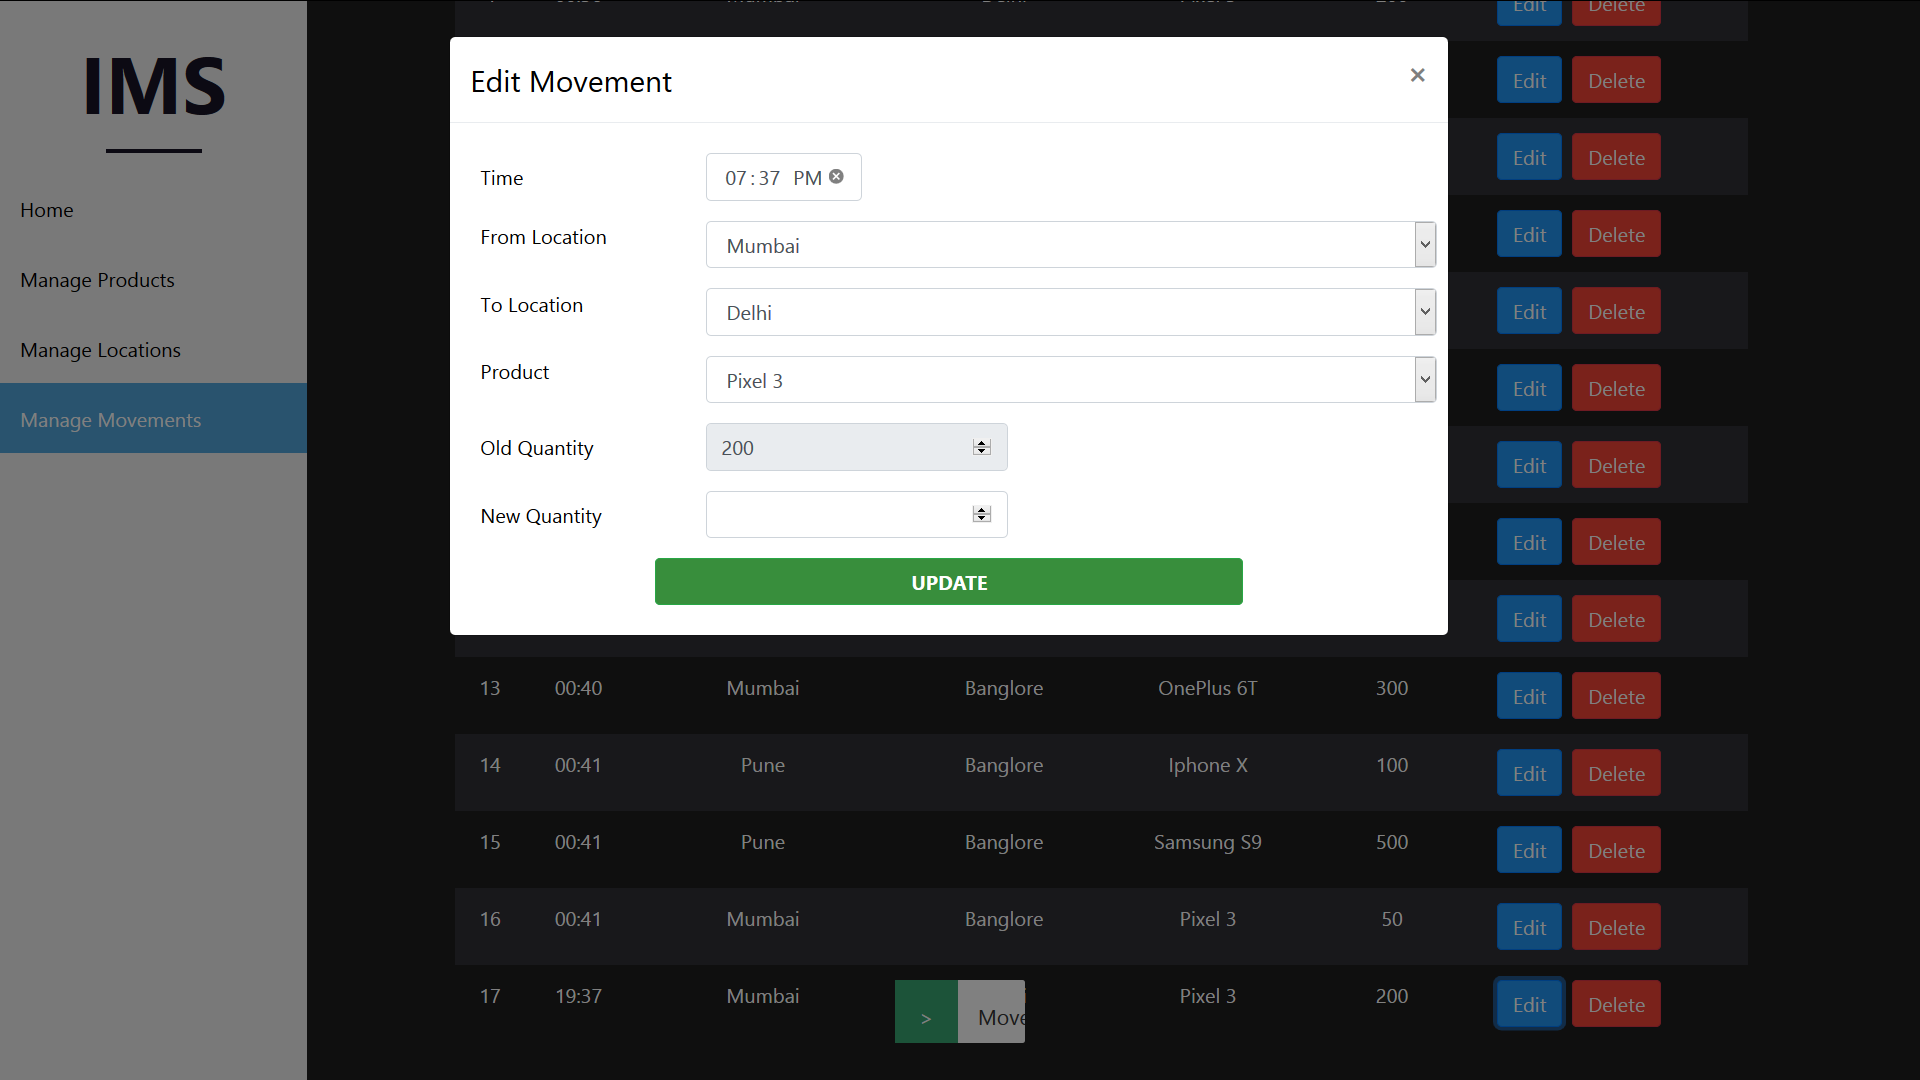 IMS
Home
Manage Products
Manage Locations
Manage Movements
Edit Delete
Edit Movement ×
Edit Delete
Time 07:37 PM
Edit Delete
From Location Mumbai
Edit Delete
To Location Delhi
Edit Delete
Product Pixel 3
Edit Delete
Old Quantity 200
Edit Delete
New Quantity
Edit Delete
UPDATE
Edit Delete
13 00:40 Mumbai Banglore OnePlus 6T 300 Edit Delete
14 00:41 Pune Banglore Iphone X 100 Edit Delete
15 00:41 Pune Banglore Samsung S9 500 Edit Delete
16 00:41 Mumbai Banglore Pixel 3 50 Edit Delete
17 19:37 Mumbai Pixel 3 200 Edit Delete
> Move